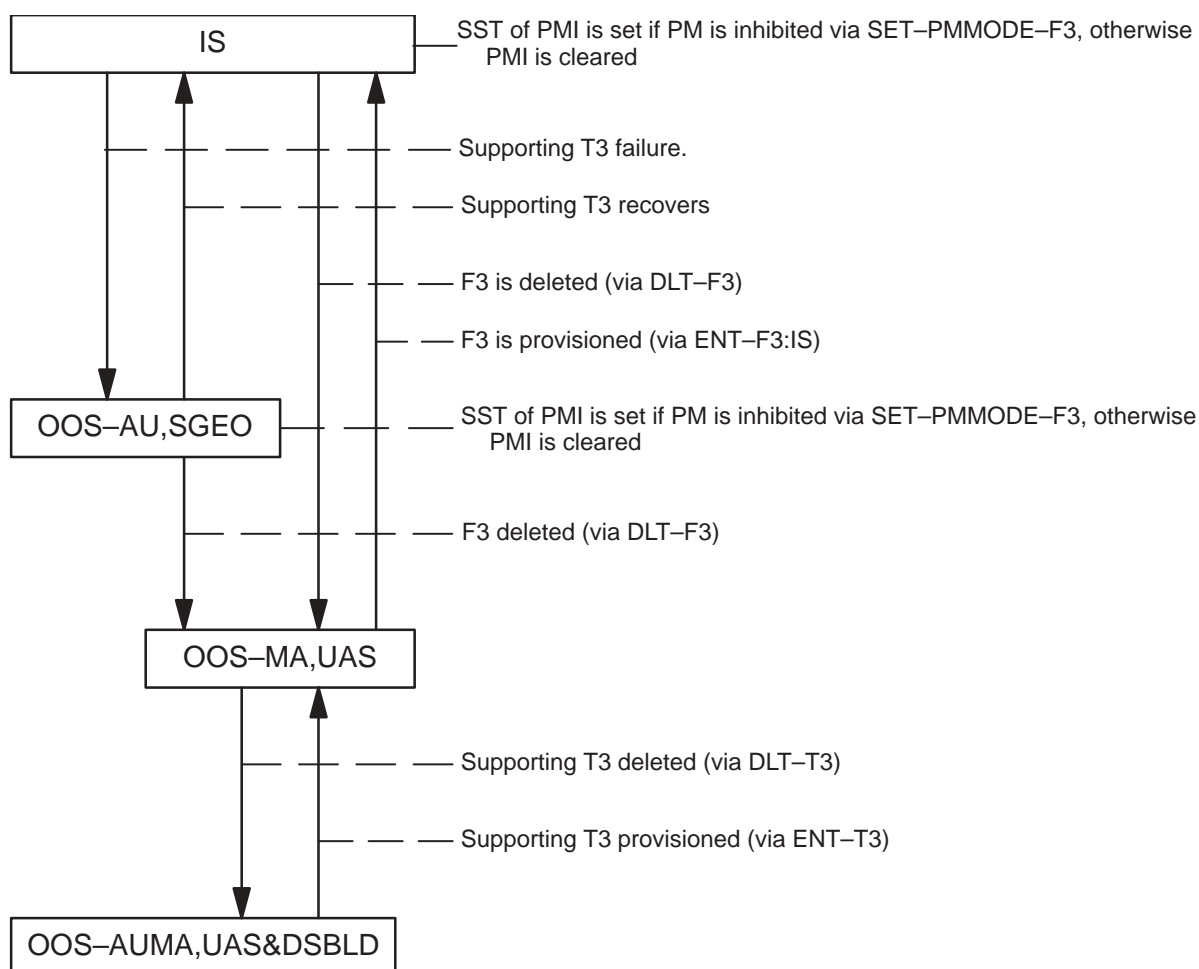 IS
SST of PMI is set if PM is inhibited via SET–PMMODE–F3, otherwise
PMI is cleared
Supporting T3 failure.
Supporting T3 recovers
F3 is deleted (via DLT–F3)
F3 is provisioned (via ENT–F3:IS)
OOS–AU,SGEO
SST of PMI is set if PM is inhibited via SET–PMMODE–F3, otherwise
PMI is cleared
F3 deleted (via DLT–F3)
OOS–MA,UAS
Supporting T3 deleted (via DLT–T3)
Supporting T3 provisioned (via ENT–T3)
OOS–AUMA,UAS&DSBLD